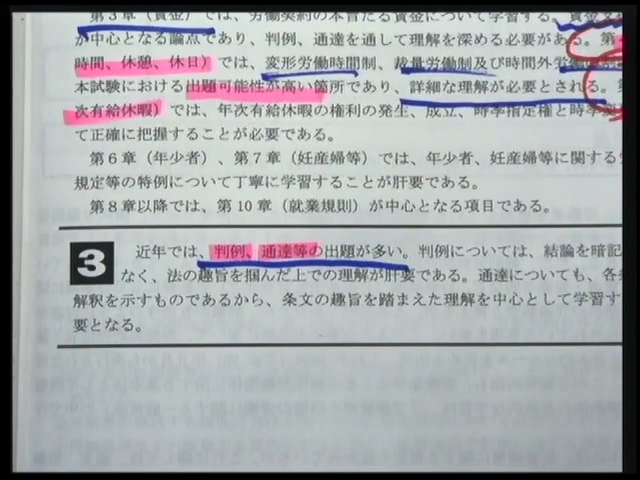 第3章（賃金）では、労働契約の本旨たる賃金について学習する。賃金支
が中心となる論点であり、判例、通達を通して理解を深める必要がある。第
時間、休憩、休日）では、変形労働時間制、裁量労働制及び時間外労働
本試験における出題可能性が高い箇所であり、詳細な理解が必要とされる。
次有給休暇）では、年次有給休暇の権利の発生、成立、時季指定権と時季
て正確に把握することが必要である。
第6章（年少者）、第7章（妊産婦等）では、年少者、妊産婦等に関する
規定等の特例について丁寧に学習することが肝要である。
第8章以降では、第10章（就業規則）が中心となる項目である。
3 近年では、判例、通達等の出題が多い。判例については、結論を暗記
なく、法の趣旨を掴んだ上での理解が肝要である。通達についても、各
解釈を示すものであるから、条文の趣旨を踏まえた理解を中心として学習す
要となる。